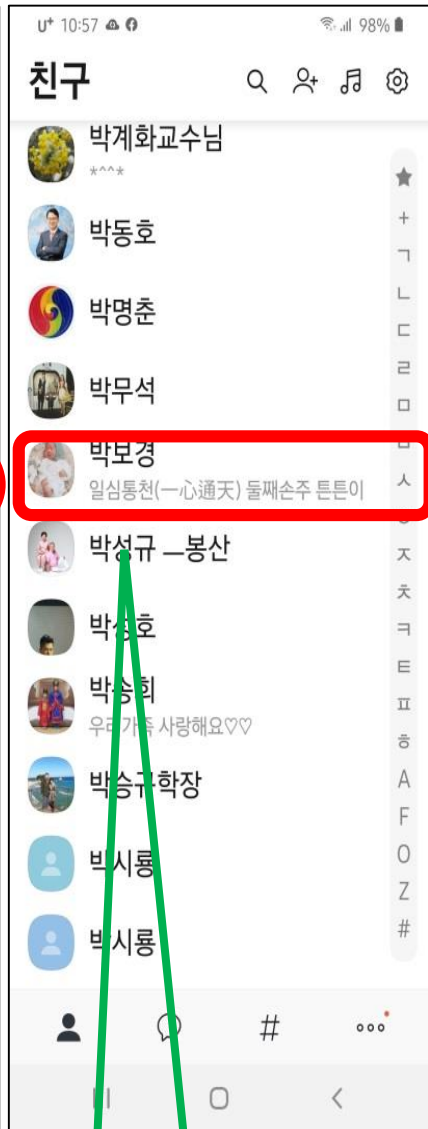 U⁺ 10:57 98%
친구
박계화교수님
*^^*
박동호
박명춘
박무석
박보경
일심통천(一心通天) 둘째손주 튼튼이
박성규 ㅡ봉산
박성호
박송희
우리가족 사랑해요♡♡
박승규학장
박시룡
박시룡
+
ㄱ
ㄴ
ㄷ
ㄹ
ㅁ
ㅂ
ㅅ
ㅇ
ㅈ
ㅊ
ㅋ
ㅌ
ㅍ
ㅎ
A
F
O
Z
#
#